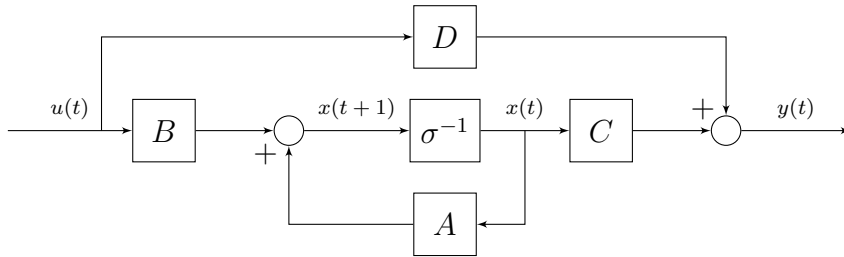 D
u(t)
B
+
x(t + 1)
σ⁻¹
x(t)
C
+
y(t)
A